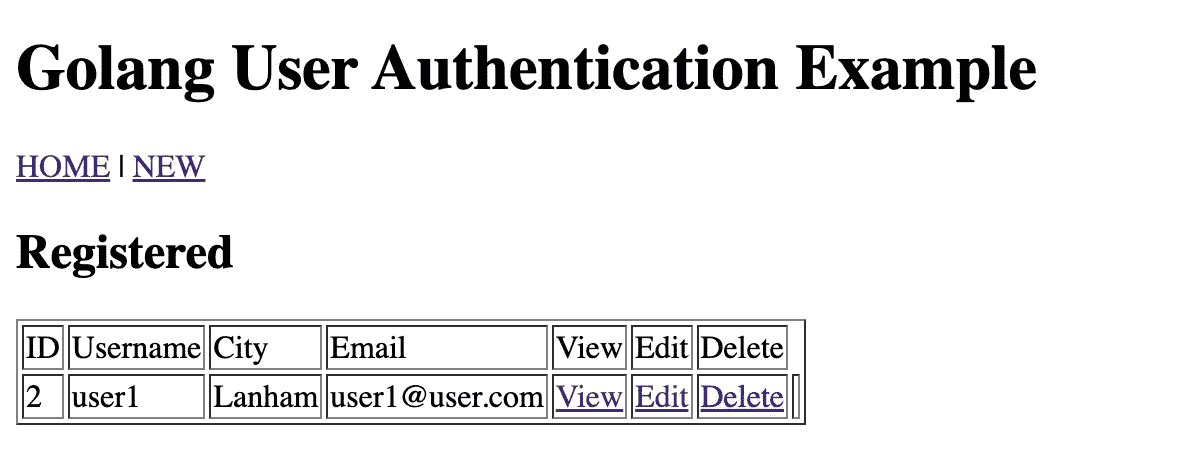 Golang User Authentication Example
HOME | NEW
Registered
ID Username City Email View Edit Delete
2 user1 Lanham user1@user.com View Edit Delete